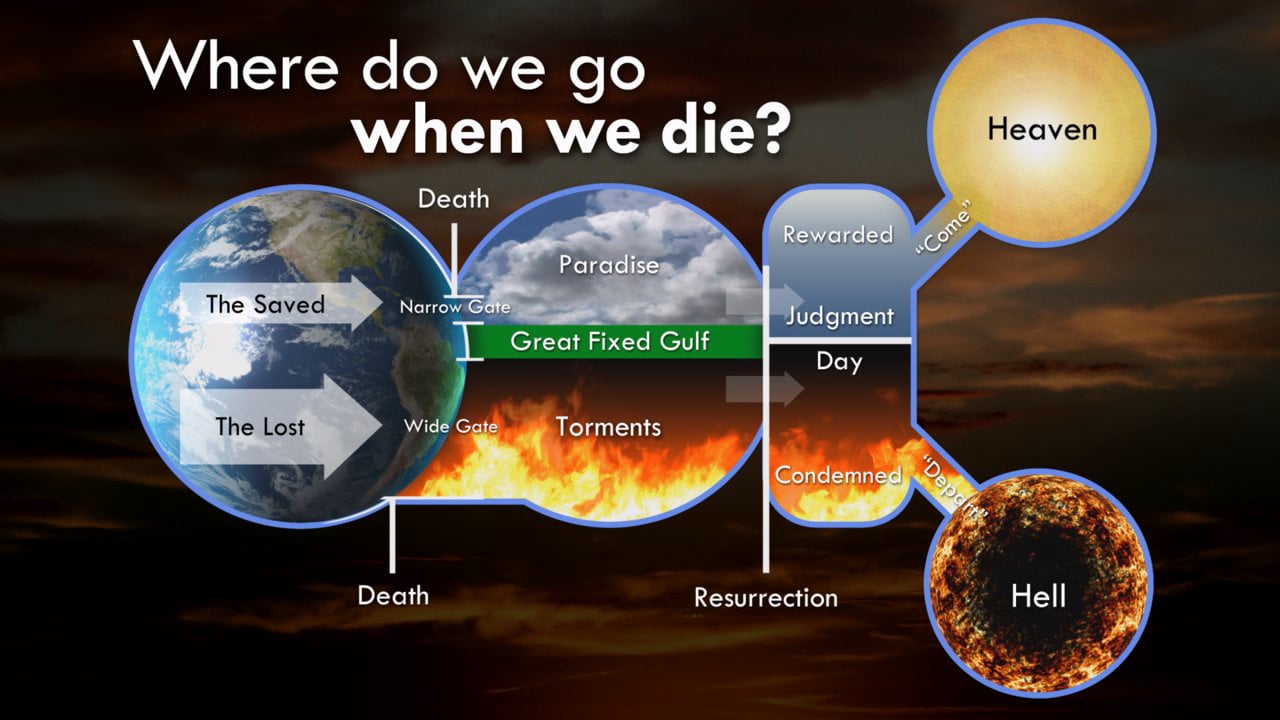 Where do we go
when we die?
Death
The Saved
Narrow Gate
Paradise
Great Fixed Gulf
The Lost
Wide Gate
Torments
Death
Resurrection
Rewarded
Judgment
Day
Condemned
"Come"
Heaven
"Depart"
Hell